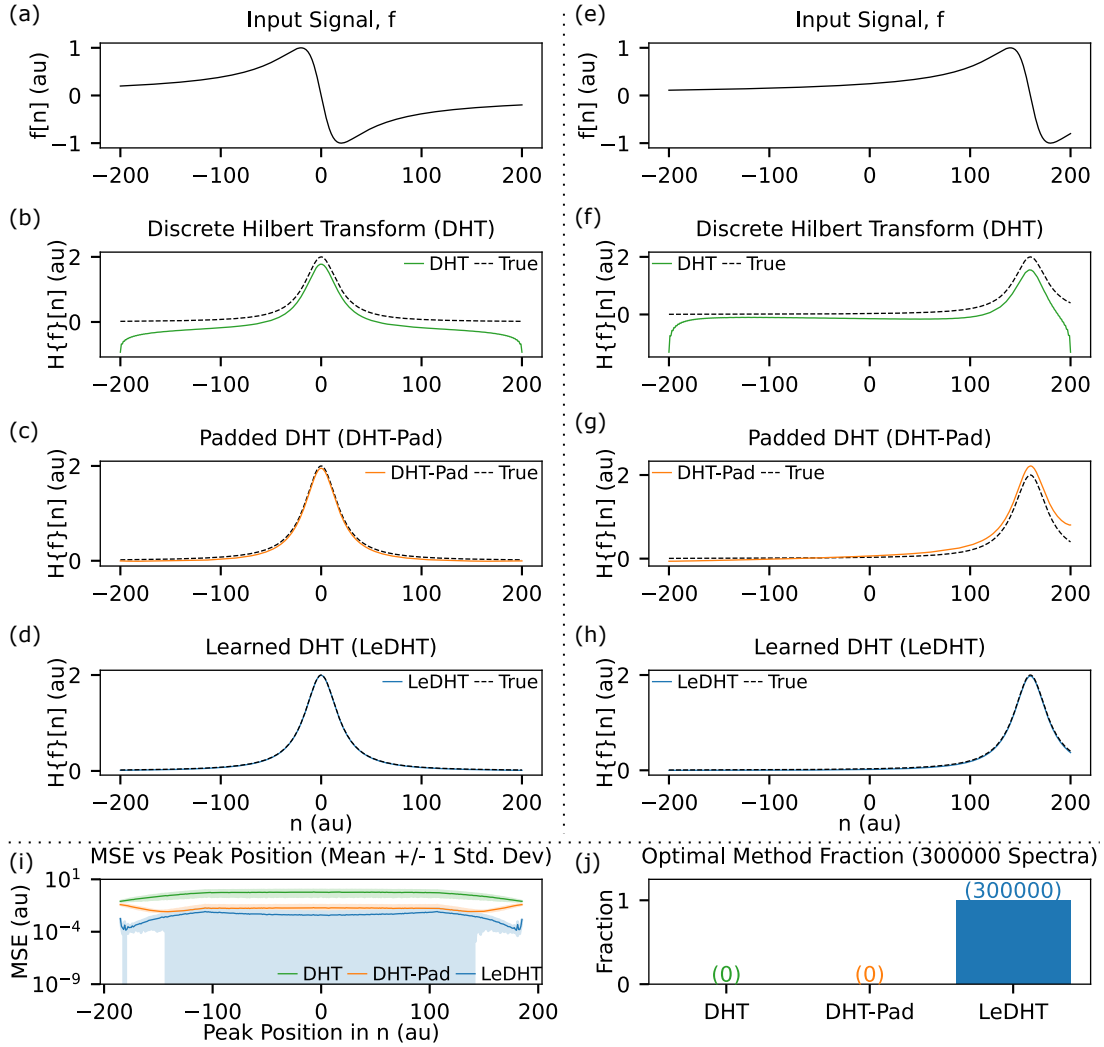 (a)
Input Signal, f
f[n] (au)
1
0
−1
−200 −100 0 100 200
(b)
Discrete Hilbert Transform (DHT)
H{f}[n] (au)
2
0
DHT True
−200 −100 0 100 200
(c)
Padded DHT (DHT-Pad)
H{f}[n] (au)
2
0
DHT-Pad True
−200 −100 0 100 200
(d)
Learned DHT (LeDHT)
H{f}[n] (au)
2
0
LeDHT True
−200 −100 0 100 200
n (au)
(e)
Input Signal, f
f[n] (au)
1
0
−1
−200 −100 0 100 200
(f)
Discrete Hilbert Transform (DHT)
H{f}[n] (au)
2
0
DHT True
−200 −100 0 100 200
(g)
Padded DHT (DHT-Pad)
H{f}[n] (au)
2
0
DHT-Pad True
−200 −100 0 100 200
(h)
Learned DHT (LeDHT)
H{f}[n] (au)
2
0
LeDHT True
−200 −100 0 100 200
n (au)
(i)
MSE vs Peak Position (Mean +/- 1 Std. Dev)
MSE (au)
10¹
10⁻⁴
10⁻⁹
DHT DHT-Pad LeDHT
−200 −100 0 100 200
Peak Position in n (au)
(j)
Optimal Method Fraction (300000 Spectra)
Fraction
1
0
(0) (0) (300000)
DHT DHT-Pad LeDHT